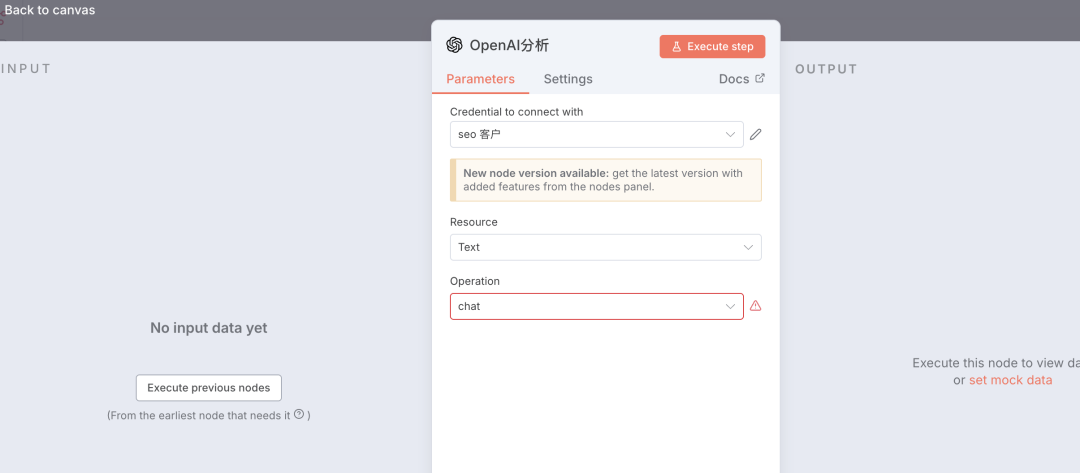 Back to canvas
INPUT
OpenAI分析
Execute step
OUTPUT
Parameters
Settings
Docs
Credential to connect with
seo 客户
New node version available: get the latest version with
added features from the nodes panel.
Resource
Text
Operation
chat
No input data yet
Execute previous nodes
(From the earliest node that needs it ? )
Execute this node to view da
or set mock data